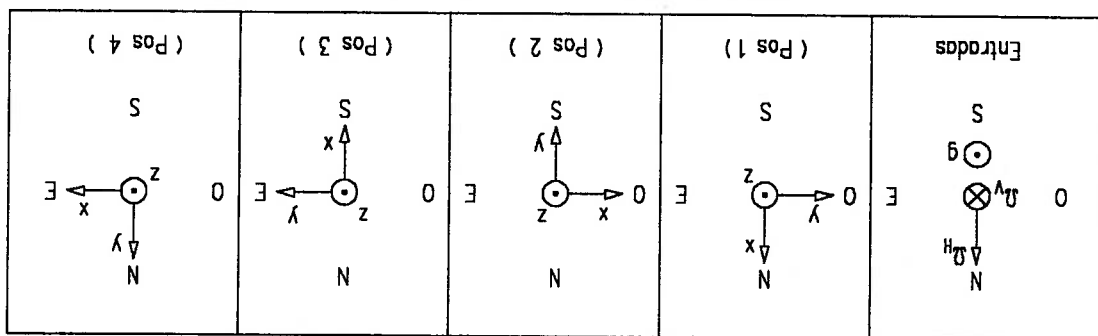 N
Ω_H
O Ω_V E
g
S
Entradas
N
x
O y z E
S
( Pos 1 )
N
O x z E
y
S
( Pos 2 )
N
O z y E
x
S
( Pos 3 )
N
y
O z x E
S
( Pos 4 )